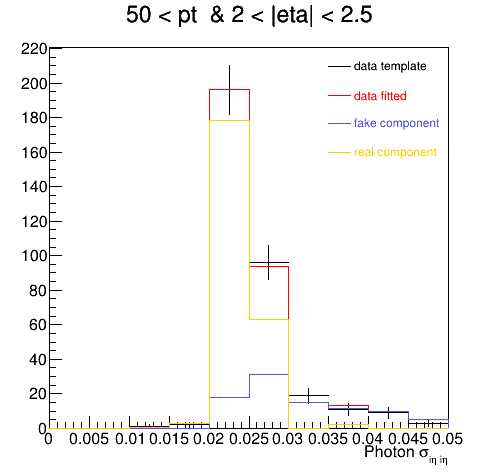 50 < pt & 2 < |eta| < 2.5
220
200
180
160
140
120
100
80
60
40
20
0
data template
data fitted
fake component
real component
0 0.005 0.01 0.015 0.02 0.025 0.03 0.035 0.04 0.045 0.05
Photon σiη iη